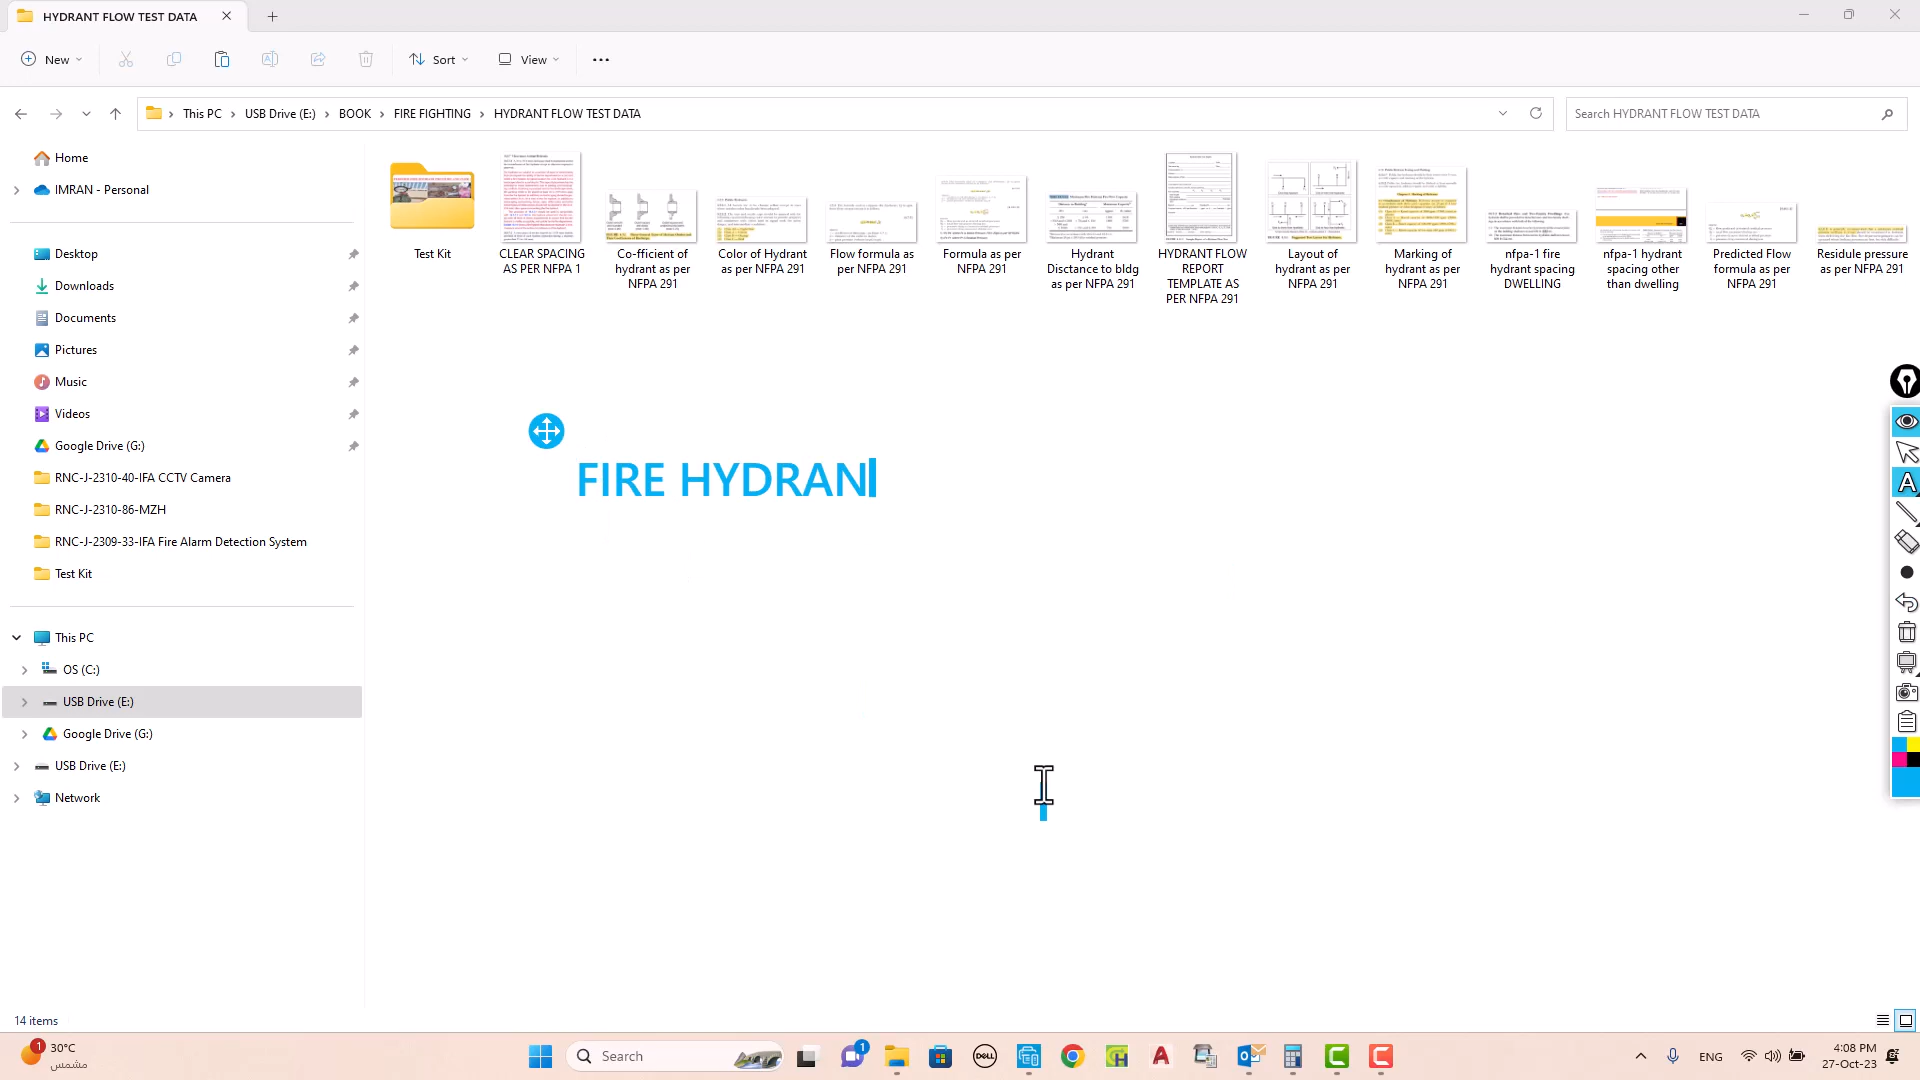 HYDRANT FLOW TEST DATA
New
Sort
View
This PC
USB Drive (E:)
BOOK
FIRE FIGHTING
HYDRANT FLOW TEST DATA
Search HYDRANT FLOW TEST DATA
Home
IMRAN - Personal
Desktop
Downloads
Documents
Pictures
Music
Videos
Google Drive (G:)
RNC-J-2310-40-IFA CCTV Camera
RNC-J-2310-86-MZH
RNC-J-2309-33-IFA Fire Alarm Detection System
Test Kit
This PC
OS (C:)
USB Drive (E:)
Google Drive (G:)
USB Drive (E:)
Network
Test Kit
CLEAR SPACING
AS PER NFPA 1
Co-fficient of
hydrant as per
NFPA 291
Color of Hydrant
as per NFPA 291
Flow formula as
per NFPA 291
Formula as per
NFPA 291
Hydrant
Disctance to bldg
as per NFPA 291
HYDRANT FLOW
REPORT
TEMPLATE AS
PER NFPA 291
Layout of
hydrant as per
NFPA 291
Marking of
hydrant as per
NFPA 291
nfpa-1 fire
hydrant spacing
DWELLING
nfpa-1 hydrant
spacing other
than dwelling
Predicted Flow
formula as per
NFPA 291
Residule pressure
as per NFPA 291
FIRE HYDRAN
A
14 items
1
30°C
مشمس
Search
1
DELL
ENG
4:08 PM
27-Oct-23